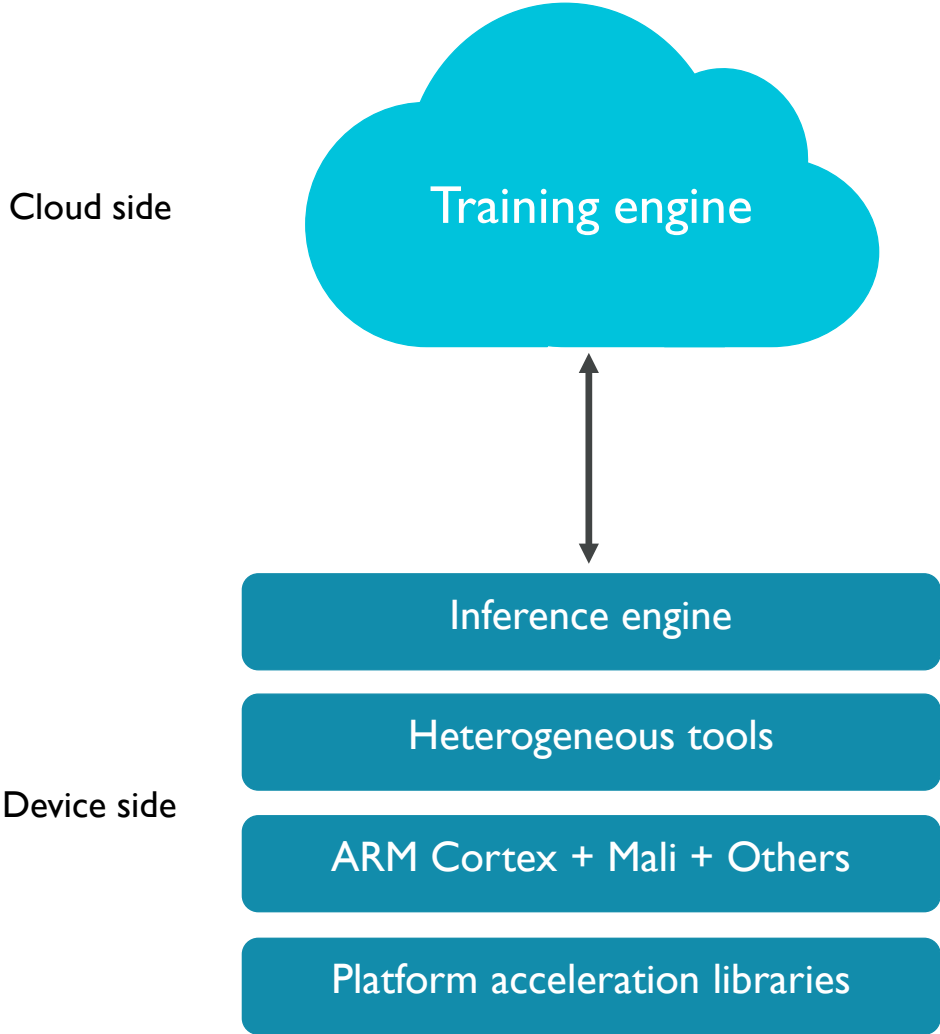 Cloud side
Training engine
Inference engine
Heterogeneous tools
Device side
ARM Cortex + Mali + Others
Platform acceleration libraries